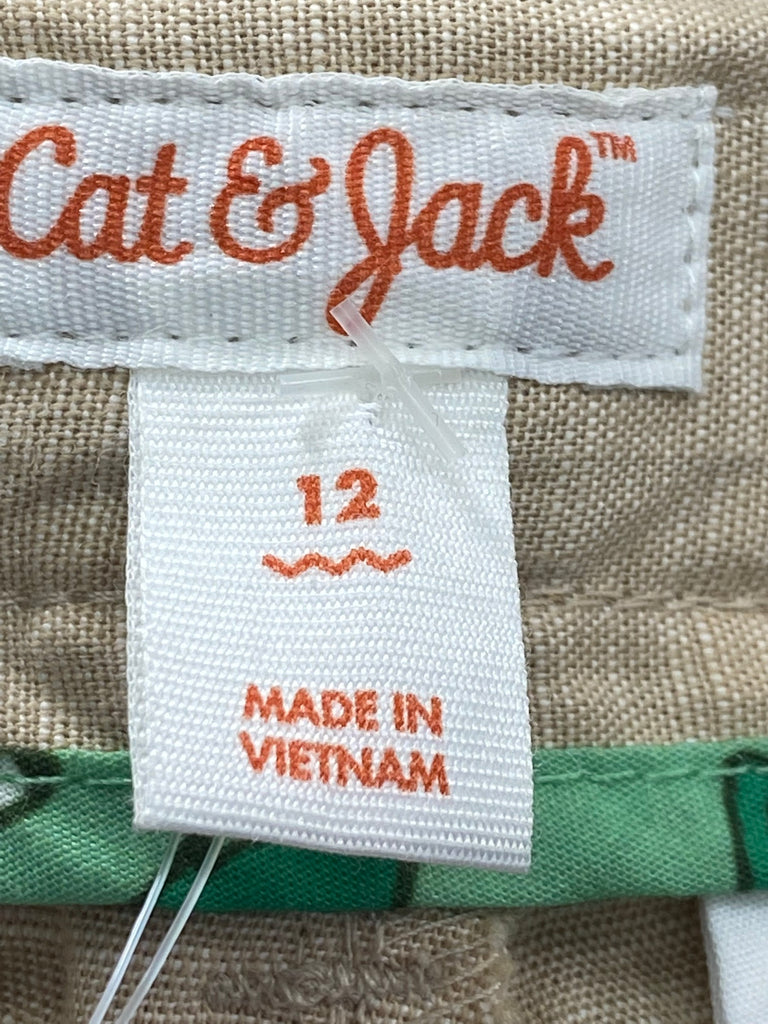 Cat & Jack™
12
MADE IN
VIETNAM